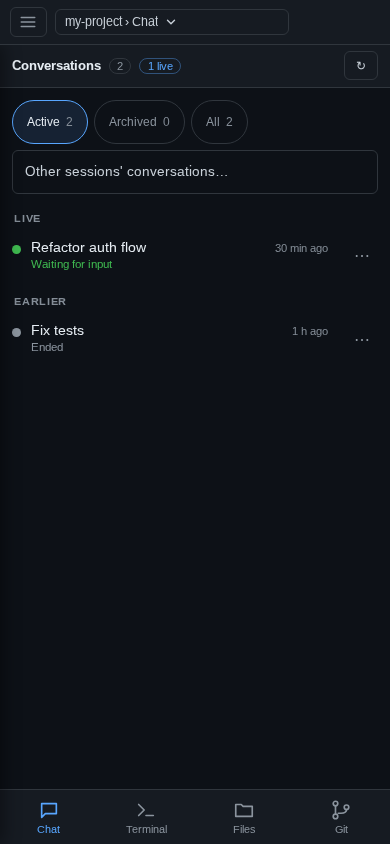 my-project › Chat
Conversations 2 1 live ↻
Active 2 Archived 0 All 2
Other sessions' conversations…
LIVE
Refactor auth flow 30 min ago …
Waiting for input
EARLIER
Fix tests 1 h ago …
Ended
Chat Terminal Files Git